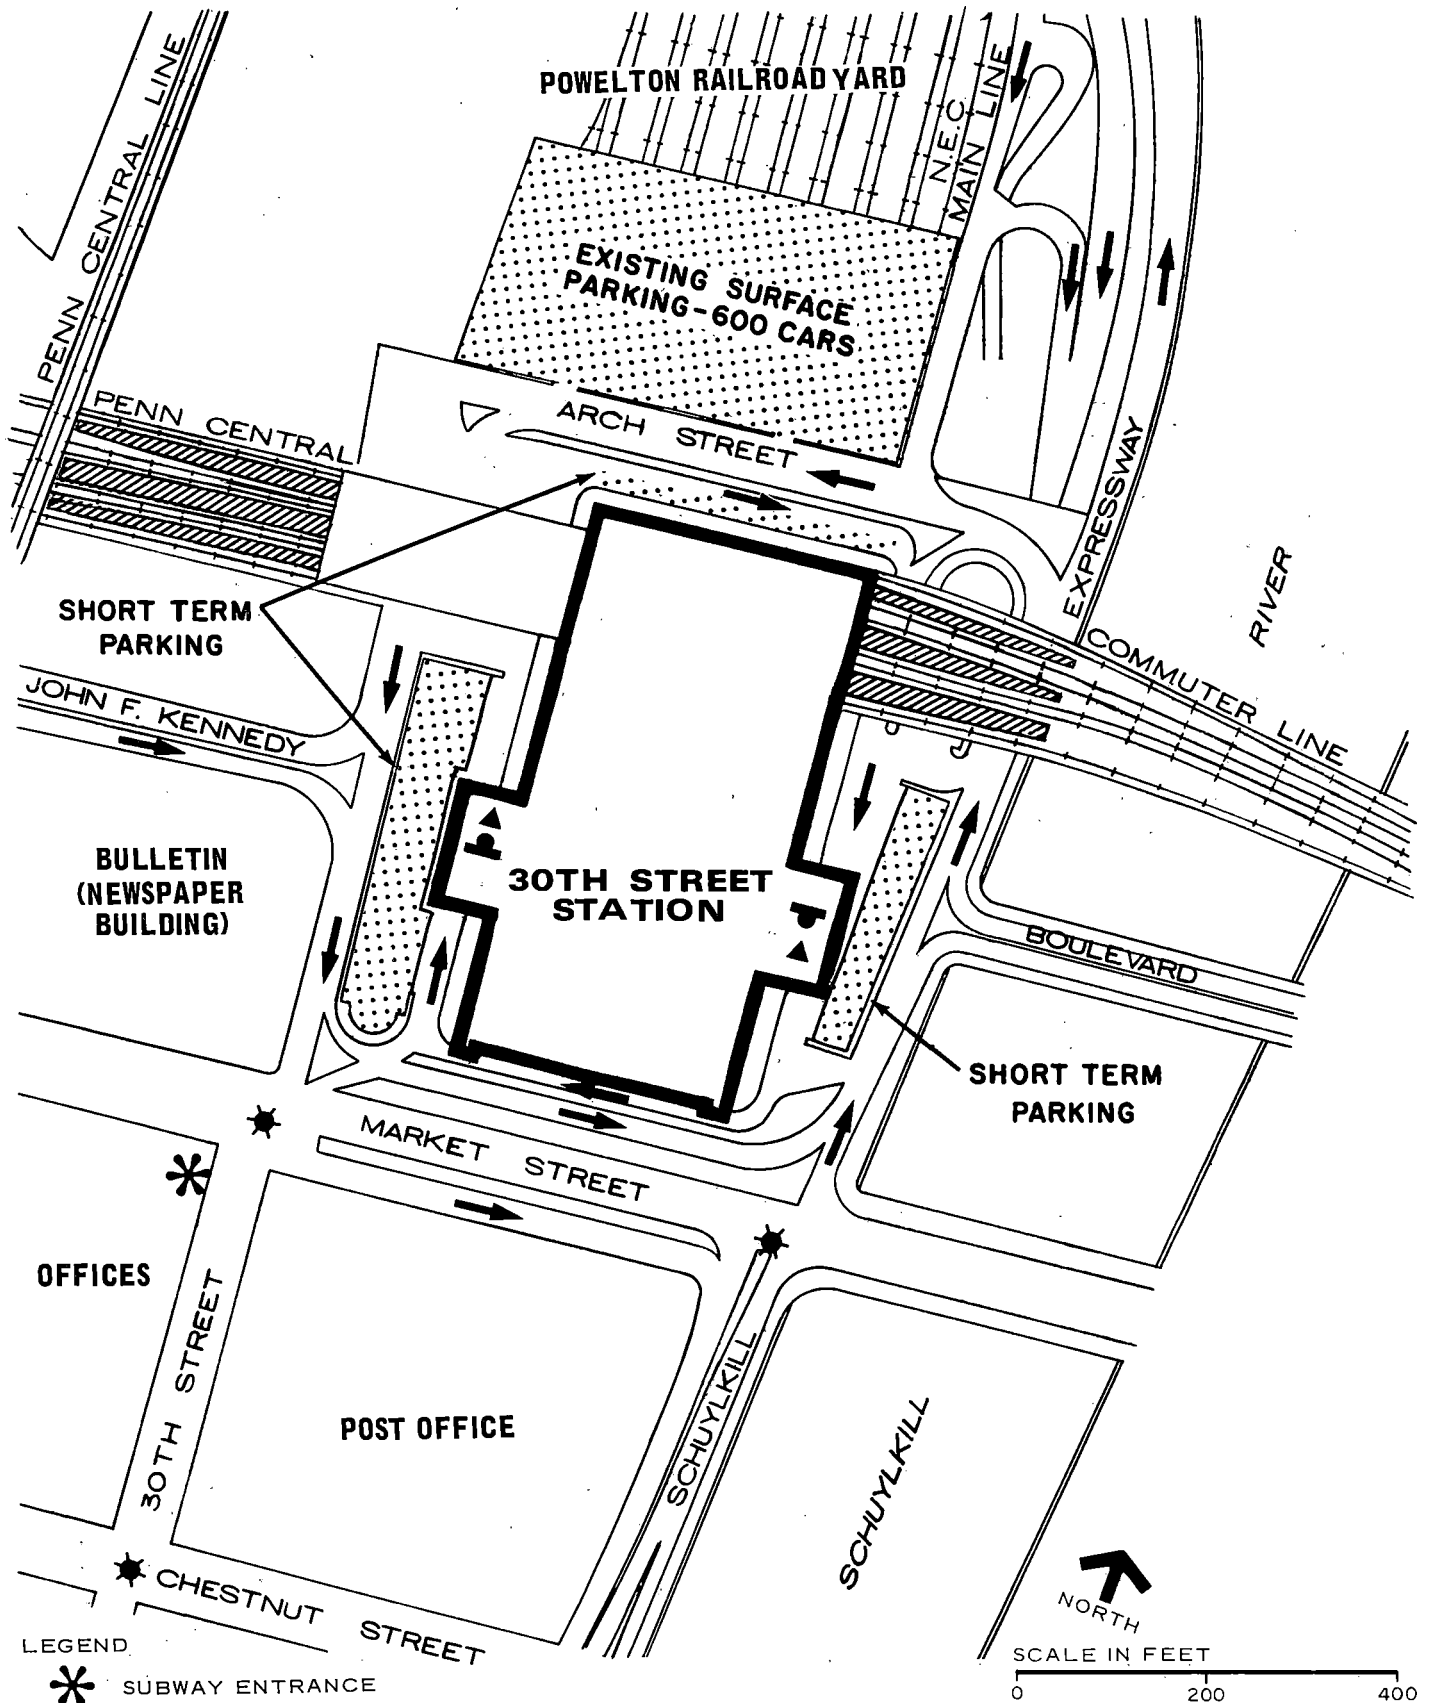 PENN CENTRAL LINE
POWELTON RAILROAD YARD
N.E.C.
MAIN LINE
EXISTING SURFACE
PARKING-600 CARS
PENN CENTRAL
ARCH STREET
EXPRESSWAY
RIVER
SHORT TERM
PARKING
COMMUTER LINE
JOHN F. KENNEDY
BULLETIN
(NEWSPAPER
BUILDING)
30TH STREET
STATION
BOULEVARD
SHORT TERM
PARKING
MARKET STREET
OFFICES
30TH STREET
POST OFFICE
SCHUYLKILL
SCHUYLKILL
CHESTNUT STREET
NORTH
LEGEND
SUBWAY ENTRANCE
SCALE IN FEET
0 200 400